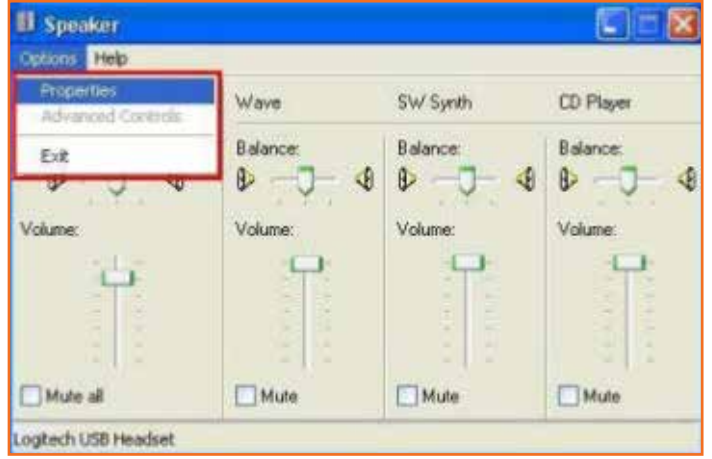 Speaker
Options Help
Properties
Advanced Controls
Exit
Wave SW Synth CD Player
Balance: Balance: Balance:
Volume: Volume: Volume: Volume:
Mute all Mute Mute Mute
Logitech USB Headset